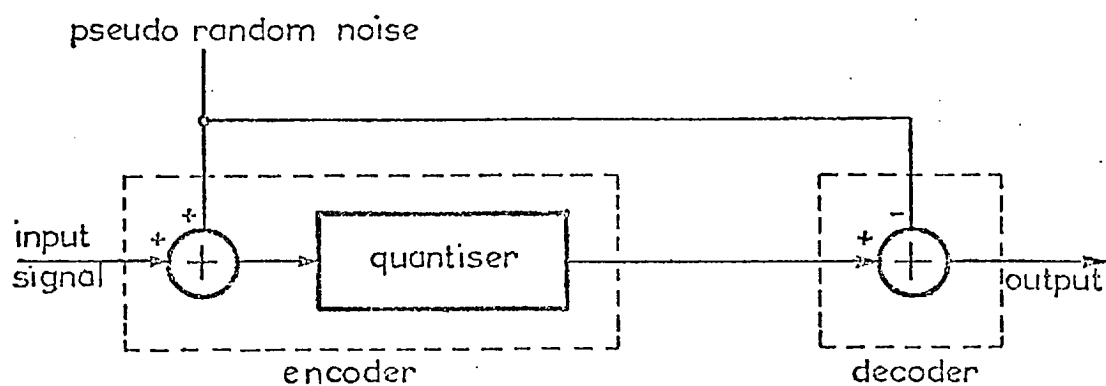 pseudo random noise
+
-
input
signal
+
+
quantiser
+
+
output
encoder
decoder